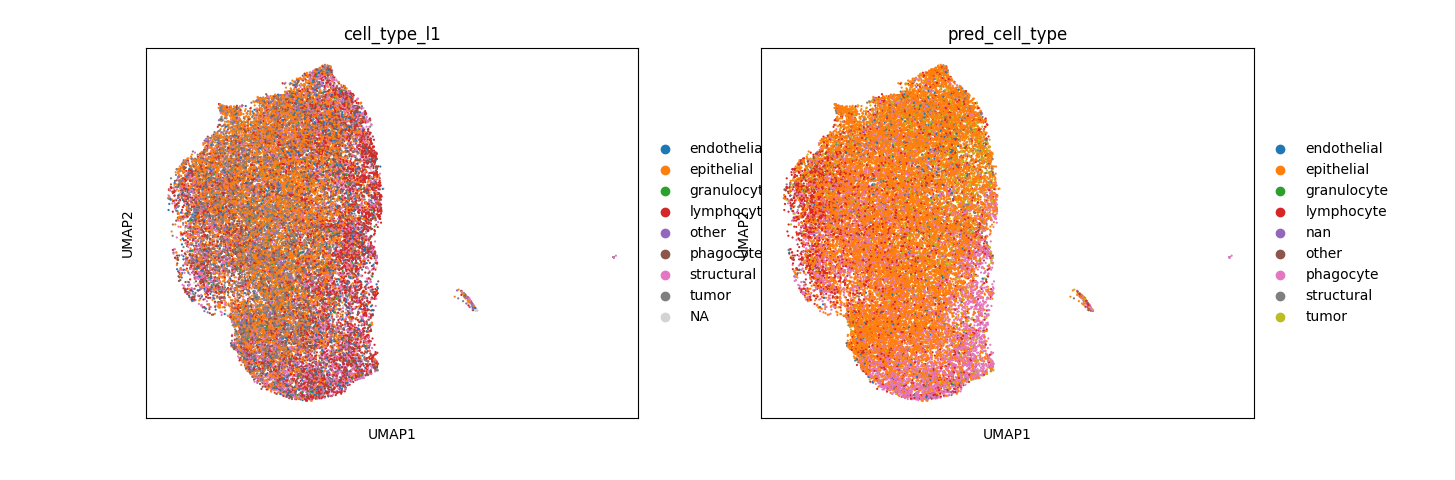 cell_type_l1
pred_cell_type
UMAP2
endothelia
epithelial
granulocyt
lymphocyt
other
phagocyte
structural
tumor
NA
UMAP1
UMAP2
endothelial
epithelial
granulocyte
lymphocyte
nan
other
phagocyte
structural
tumor
UMAP1